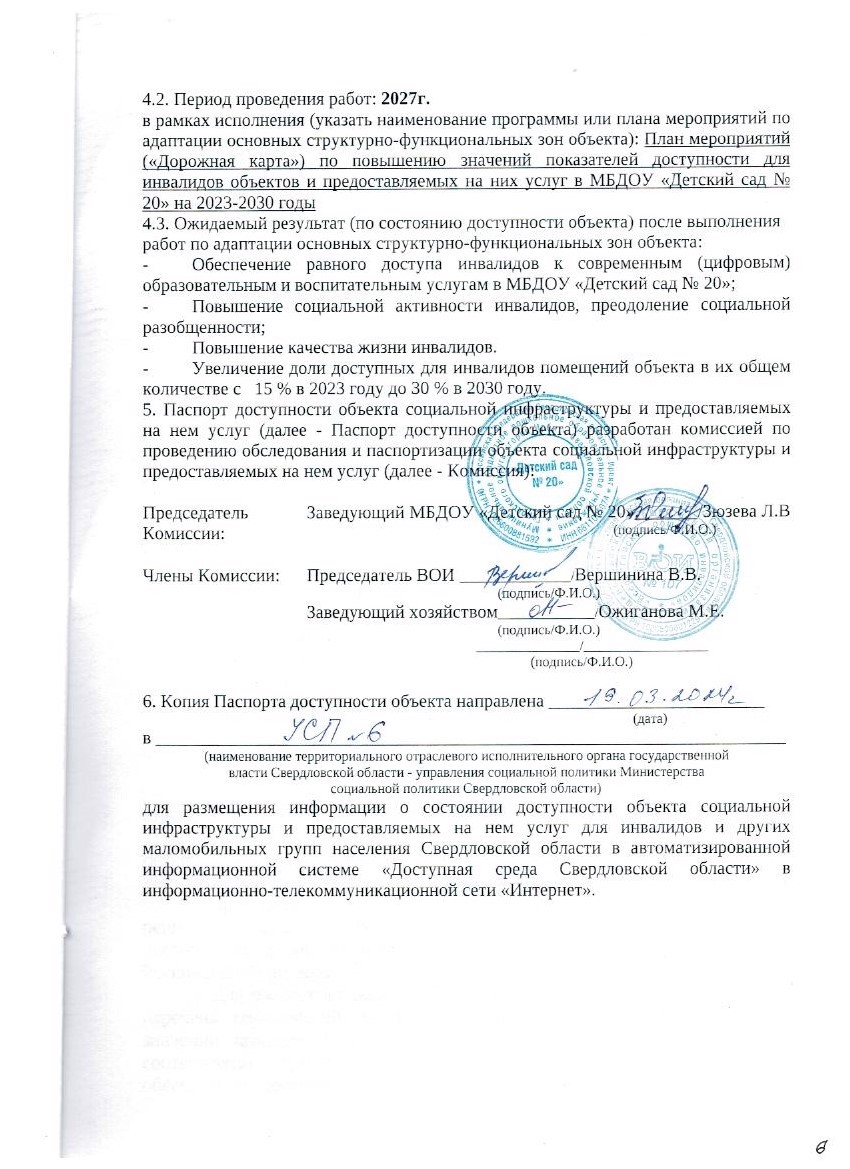 4.2. Период проведения работ: 2027г.
в рамках исполнения (указать наименование программы или плана мероприятий по
адаптации основных структурно-функциональных зон объекта): План мероприятий
(«Дорожная карта») по повышению значений показателей доступности для
инвалидов объектов и предоставляемых на них услуг в МБДОУ «Детский сад №
20» на 2023-2030 годы
4.3. Ожидаемый результат (по состоянию доступности объекта) после выполнения
работ по адаптации основных структурно-функциональных зон объекта:
- Обеспечение равного доступа инвалидов к современным (цифровым)
образовательным и воспитательным услугам в МБДОУ «Детский сад № 20»;
- Повышение социальной активности инвалидов, преодоление социальной
разобщенности;
- Повышение качества жизни инвалидов.
- Увеличение доли доступных для инвалидов помещений объекта в их общем
количестве с 15 % в 2023 году до 30 % в 2030 году.
5. Паспорт доступности объекта социальной инфраструктуры и предоставляемых
на нем услуг (далее - Паспорт доступности объекта) разработан комиссией по
проведению обследования и паспортизации объекта социальной инфраструктуры и
предоставляемых на нем услуг (далее - Комиссия):
«Детский сад
№ 20»
Председатель Заведующий МБДОУ «Детский сад № 20» /Зюзева Л.В
Комиссии: (подпись/Ф.И.О.)
ВОИ
№ 107
Члены Комиссии: Председатель ВОИ ____________/Вершинина В.В.
(подпись/Ф.И.О.)
Заведующий хозяйством___________/Ожиганова М.Е.
(подпись/Ф.И.О.)
______________/_________________
(подпись/Ф.И.О.)
6. Копия Паспорта доступности объекта направлена 19.03.2024г
(дата)
в УСП №6
(наименование территориального отраслевого исполнительного органа государственной
власти Свердловской области - управления социальной политики Министерства
социальной политики Свердловской области)
для размещения информации о состоянии доступности объекта социальной
инфраструктуры и предоставляемых на нем услуг для инвалидов и других
маломобильных групп населения Свердловской области в автоматизированной
информационной системе «Доступная среда Свердловской области» в
информационно-телекоммуникационной сети «Интернет».
6